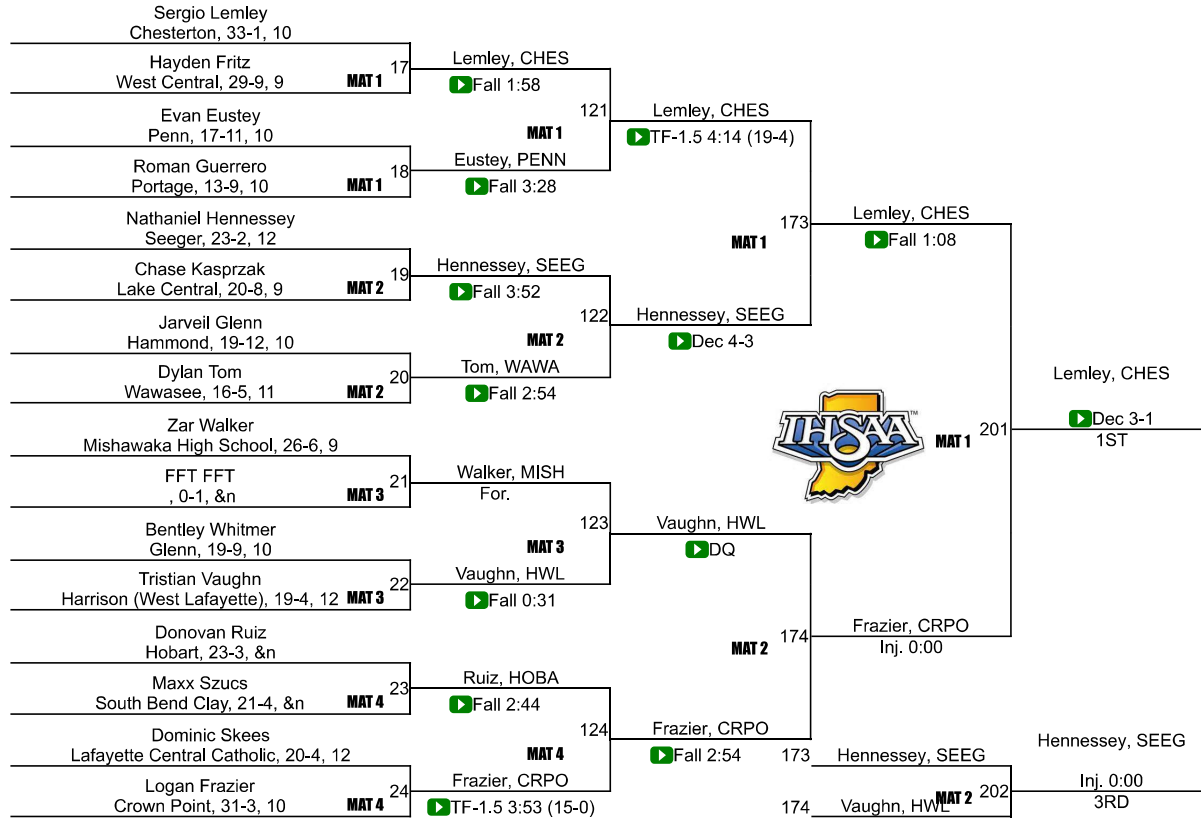 Sergio Lemley
Chesterton, 33-1, 10
Hayden Fritz
West Central, 29-9, 9
MAT 1
17
Evan Eustey
Penn, 17-11, 10
Roman Guerrero
Portage, 13-9, 10
MAT 1
18
Nathaniel Hennessey
Seeger, 23-2, 12
Chase Kasprzak
Lake Central, 20-8, 9
MAT 2
19
Jarveil Glenn
Hammond, 19-12, 10
Dylan Tom
Wawasee, 16-5, 11
MAT 2
20
Zar Walker
Mishawaka High School, 26-6, 9
FFT FFT
, 0-1, &n
MAT 3
21
Bentley Whitmer
Glenn, 19-9, 10
Tristian Vaughn
Harrison (West Lafayette), 19-4, 12
MAT 3
22
Donovan Ruiz
Hobart, 23-3, &n
Maxx Szucs
South Bend Clay, 21-4, &n
MAT 4
23
Dominic Skees
Lafayette Central Catholic, 20-4, 12
Logan Frazier
Crown Point, 31-3, 10
MAT 4
24
Lemley, CHES
Fall 1:58
121
MAT 1
Eustey, PENN
Fall 3:28
Hennessey, SEEG
Fall 3:52
122
MAT 2
Tom, WAWA
Fall 2:54
Walker, MISH
For.
123
MAT 3
Vaughn, HWL
Fall 0:31
Ruiz, HOBA
Fall 2:44
124
MAT 4
Frazier, CRPO
TF-1.5 3:53 (15-0)
Lemley, CHES
TF-1.5 4:14 (19-4)
173
MAT 1
Hennessey, SEEG
Dec 4-3
Vaughn, HWL
DQ
174
MAT 2
Frazier, CRPO
Fall 2:54
Lemley, CHES
Fall 1:08
IHSAA
TM
MAT 1
201
Frazier, CRPO
Inj. 0:00
Lemley, CHES
Dec 3-1
1ST
173
Hennessey, SEEG
174
Vaughn, HWL
MAT 2
202
Hennessey, SEEG
Inj. 0:00
3RD